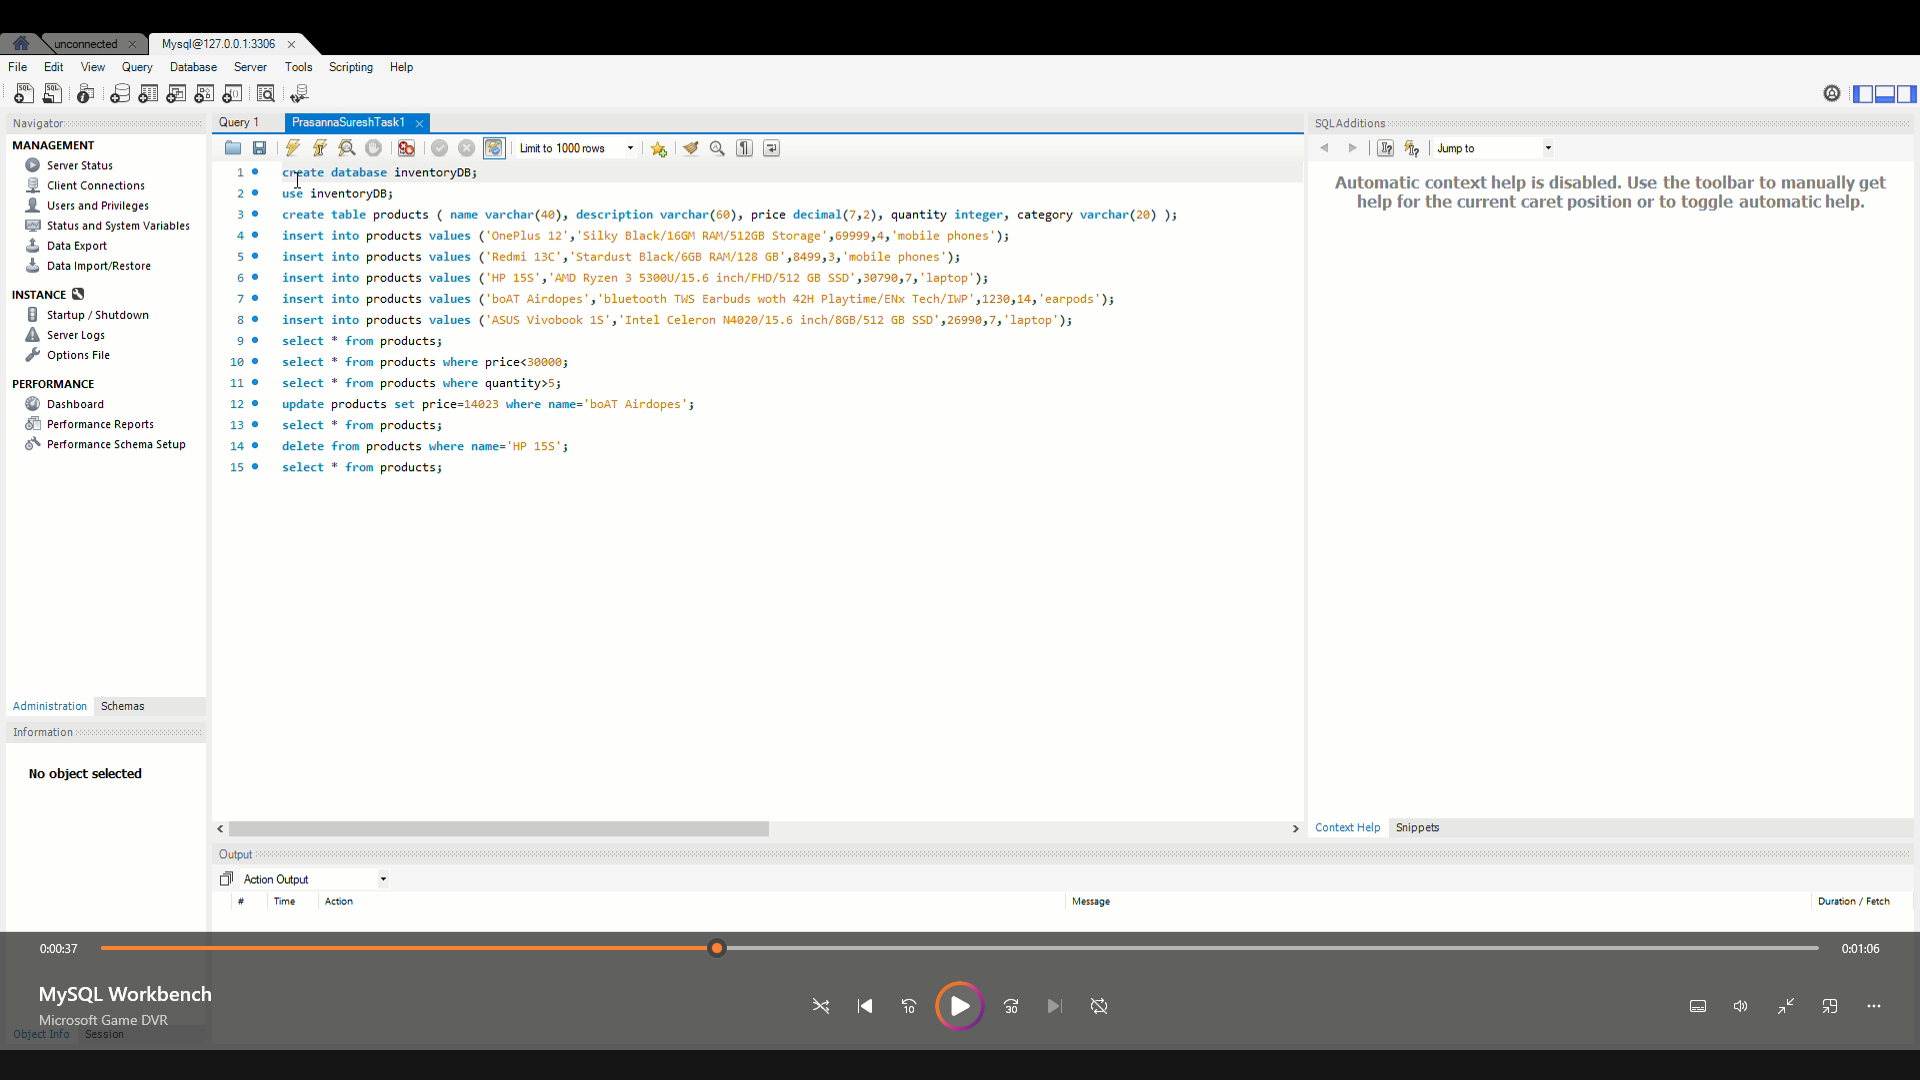 unconnected
Mysql@127.0.0.1:3306
File Edit View Query Database Server Tools Scripting Help
Navigator
Query 1
PrasannaSureshTask1
SQLAdditions
MANAGEMENT
Server Status
Client Connections
Users and Privileges
Status and System Variables
Data Export
Data Import/Restore
INSTANCE
Startup / Shutdown
Server Logs
Options File
PERFORMANCE
Dashboard
Performance Reports
Performance Schema Setup
Administration Schemas
Information
No object selected
Object Info Session
Limit to 1000 rows
1 create database inventoryDB;
2 use inventoryDB;
3 create table products ( name varchar(40), description varchar(60), price decimal(7,2), quantity integer, category varchar(20) );
4 insert into products values ('OnePlus 12','Silky Black/16GM RAM/512GB Storage',69999,4,'mobile phones');
5 insert into products values ('Redmi 13C','Stardust Black/6GB RAM/128 GB',8499,3,'mobile phones');
6 insert into products values ('HP 15S','AMD Ryzen 3 5300U/15.6 inch/FHD/512 GB SSD',30790,7,'laptop');
7 insert into products values ('boAT Airdopes','bluetooth TWS Earbuds woth 42H Playtime/ENx Tech/IWP',1230,14,'earpods');
8 insert into products values ('ASUS Vivobook 1S','Intel Celeron N4020/15.6 inch/8GB/512 GB SSD',26990,7,'laptop');
9 select * from products;
10 select * from products where price<30000;
11 select * from products where quantity>5;
12 update products set price=14023 where name='boAT Airdopes';
13 select * from products;
14 delete from products where name='HP 15S';
15 select * from products;
Jump to
Automatic context help is disabled. Use the toolbar to manually get
help for the current caret position or to toggle automatic help.
Context Help Snippets
Output
Action Output
# Time Action Message Duration / Fetch
0:00:37
0:01:06
MySQL Workbench
Microsoft Game DVR
10
30